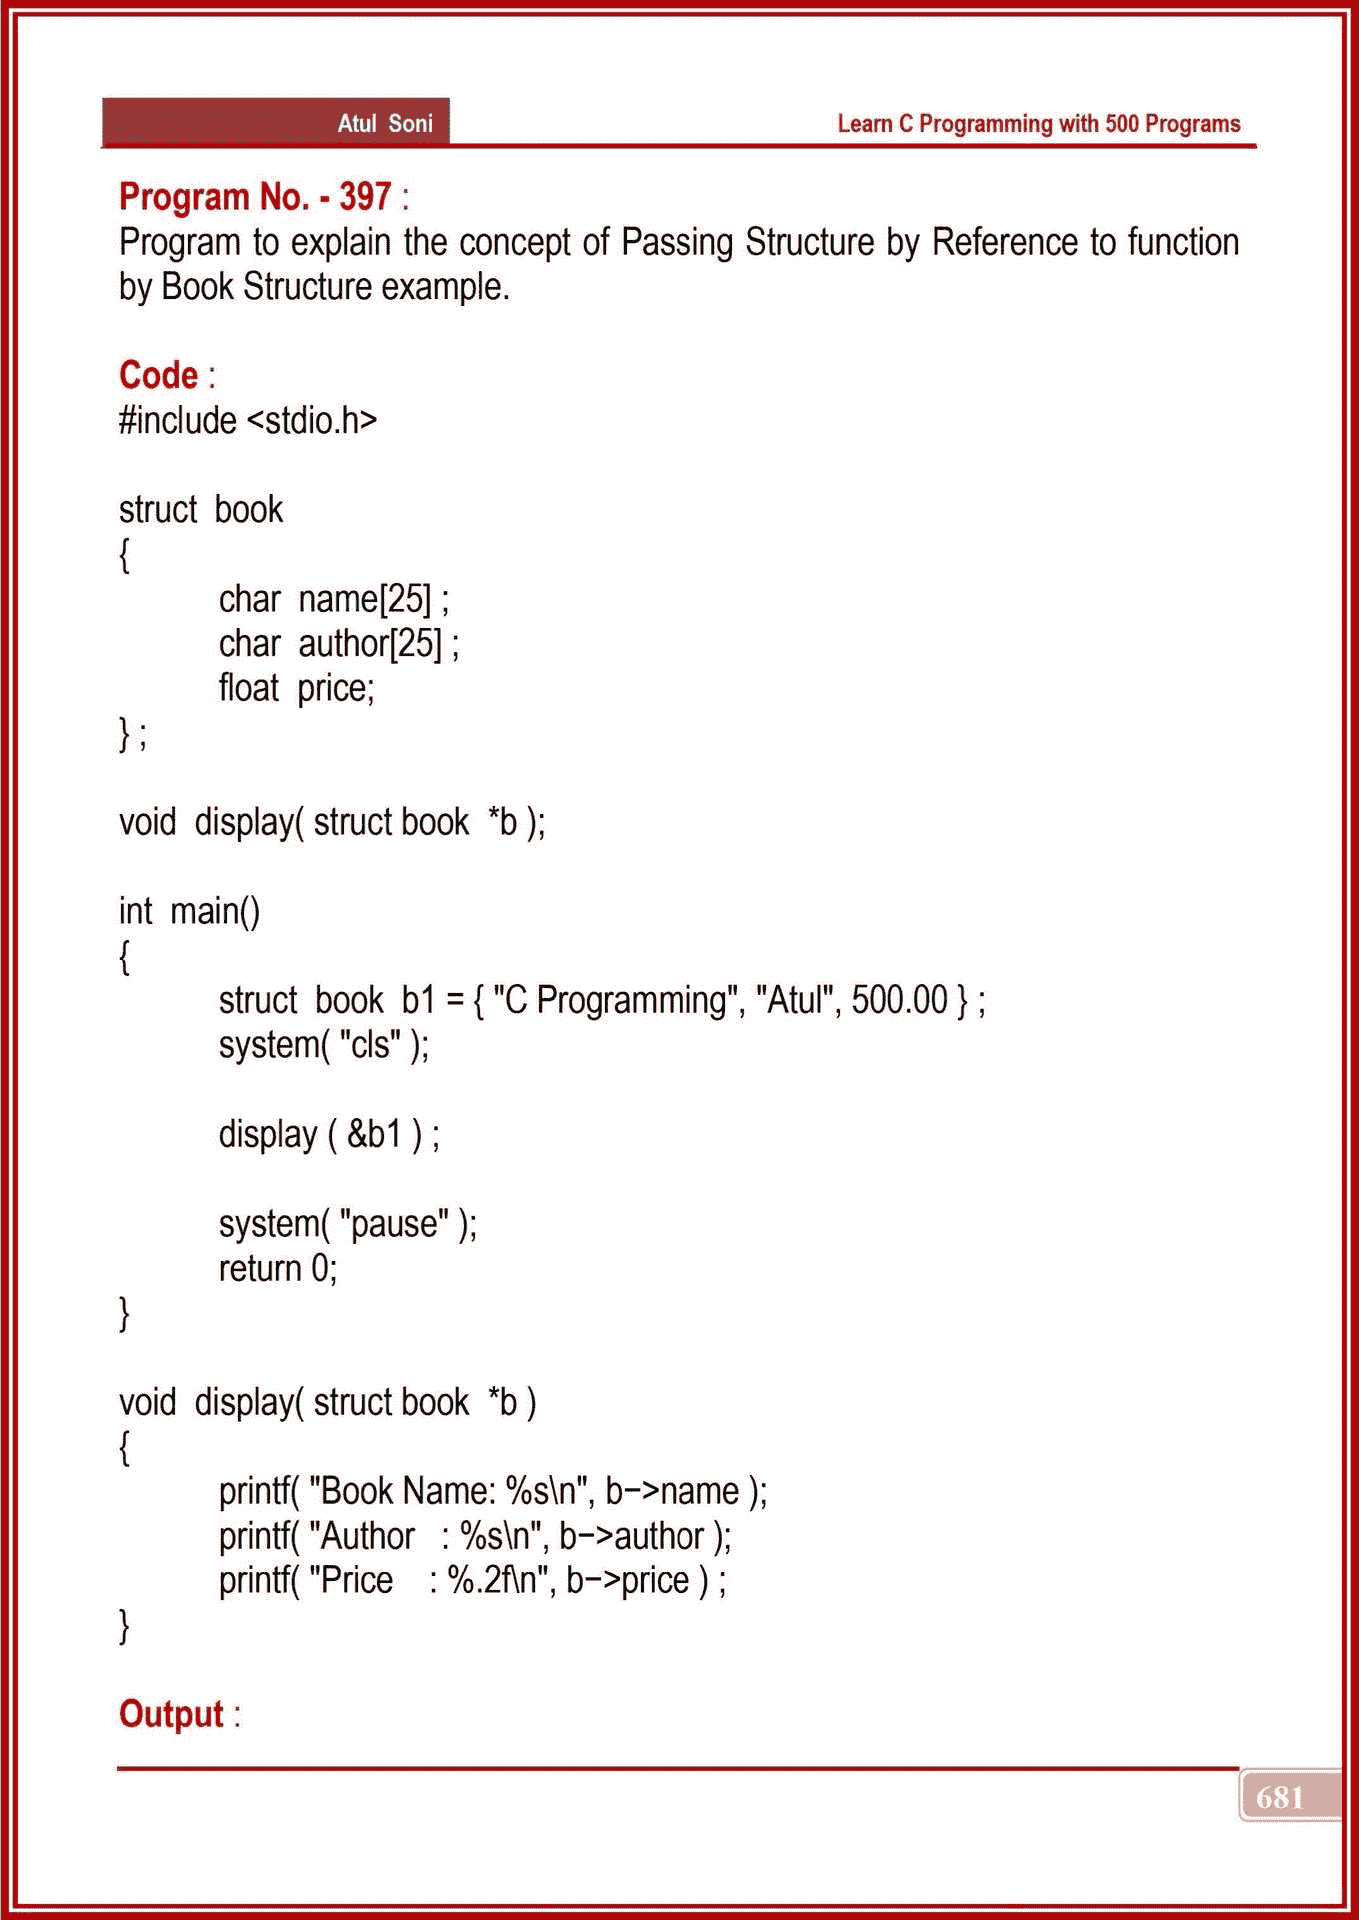 Atul  Soni
Learn C Programming with 500 Programs
Program No. - 397 :
Program to explain the concept of Passing Structure by Reference to function
by Book Structure example.
Code :
#include <stdio.h>
struct  book
{
char  name[25] ;
char  author[25] ;
float  price;
} ;
void  display( struct book  *b );
int  main()
{
struct  book  b1 = { "C Programming", "Atul", 500.00 } ;
system( "cls" );
display ( &b1 ) ;
system( "pause" );
return 0;
}
void  display( struct book  *b )
{
printf( "Book Name: %s\n", b−>name );
printf( "Author   : %s\n", b−>author );
printf( "Price    : %.2f\n", b−>price ) ;
}
Output :
681